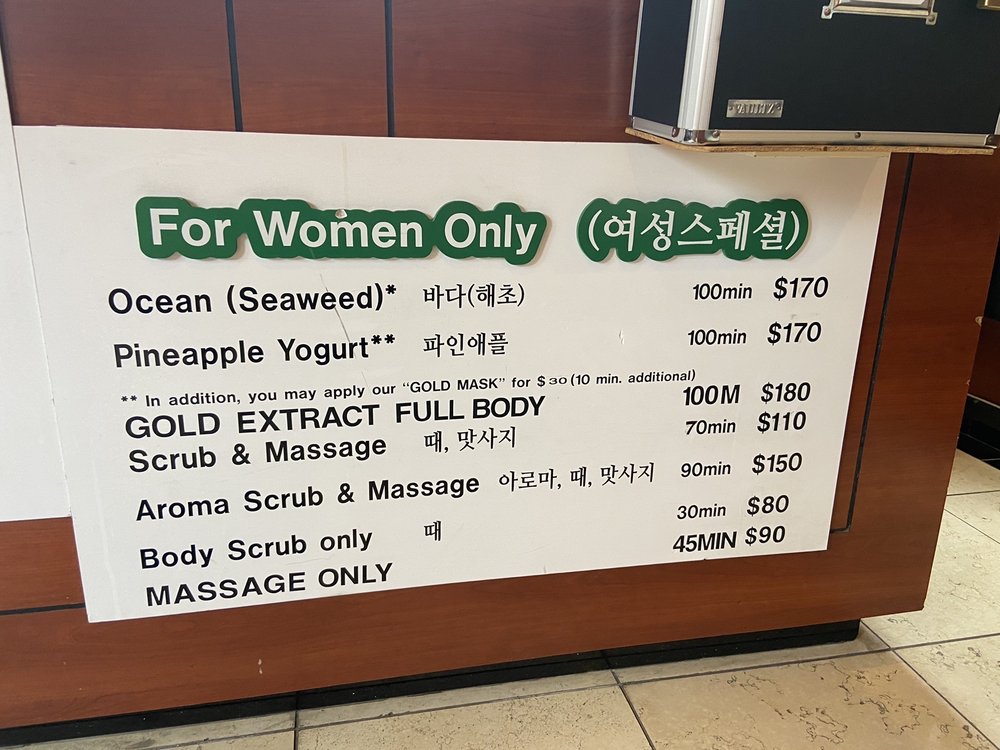 PAINTZ
For Women Only (여성스페셜)
Ocean (Seaweed)* 바다(해초) 100min $170
Pineapple Yogurt** 파인애플 100min $170
** In addition, you may apply our "GOLD MASK" for $30 (10 min. additional)
GOLD EXTRACT FULL BODY 100M $180
Scrub & Massage 때, 맛사지 70min $110
Aroma Scrub & Massage 아로마, 때, 맛사지 90min $150
Body Scrub only 때 30min $80
MASSAGE ONLY 45MIN $90